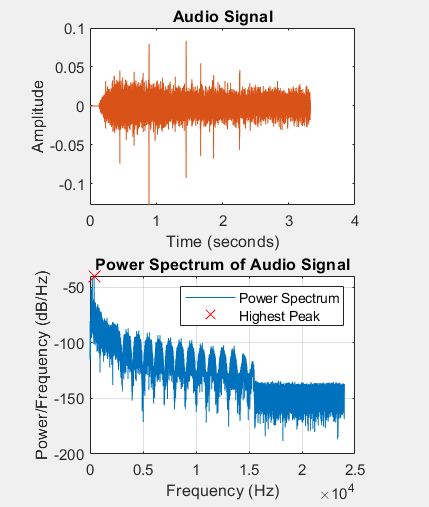 Audio Signal
0.1
0.05
0
-0.05
-0.1
Amplitude
0 1 2 3 4
Time (seconds)
Power Spectrum of Audio Signal
-50
-100
-150
-200
Power/Frequency (dB/Hz)
Power Spectrum
Highest Peak
0 0.5 1 1.5 2 2.5
Frequency (Hz)
×10⁴